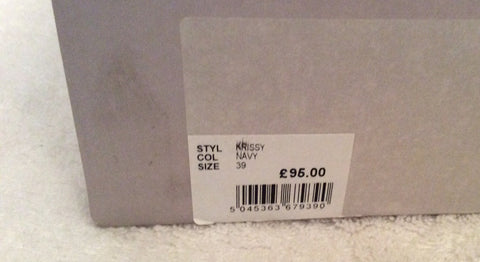 STYL KRISSY
COL NAVY
SIZE 39
£95.00
5 045363 679390